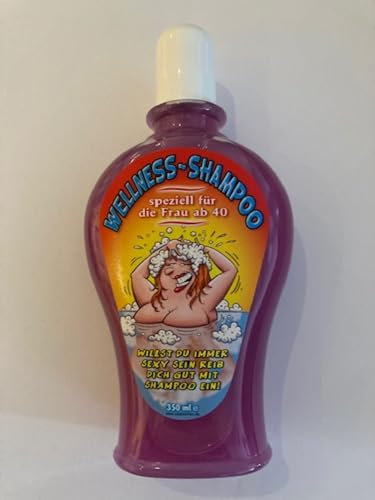 WELLNESS-SHAMPOO
speziell für
die Frau ab 40
WILLST DU IMMER
SEXY SEIN REIB
DICH GUT MIT
SHAMPOO EIN!
350 ml e